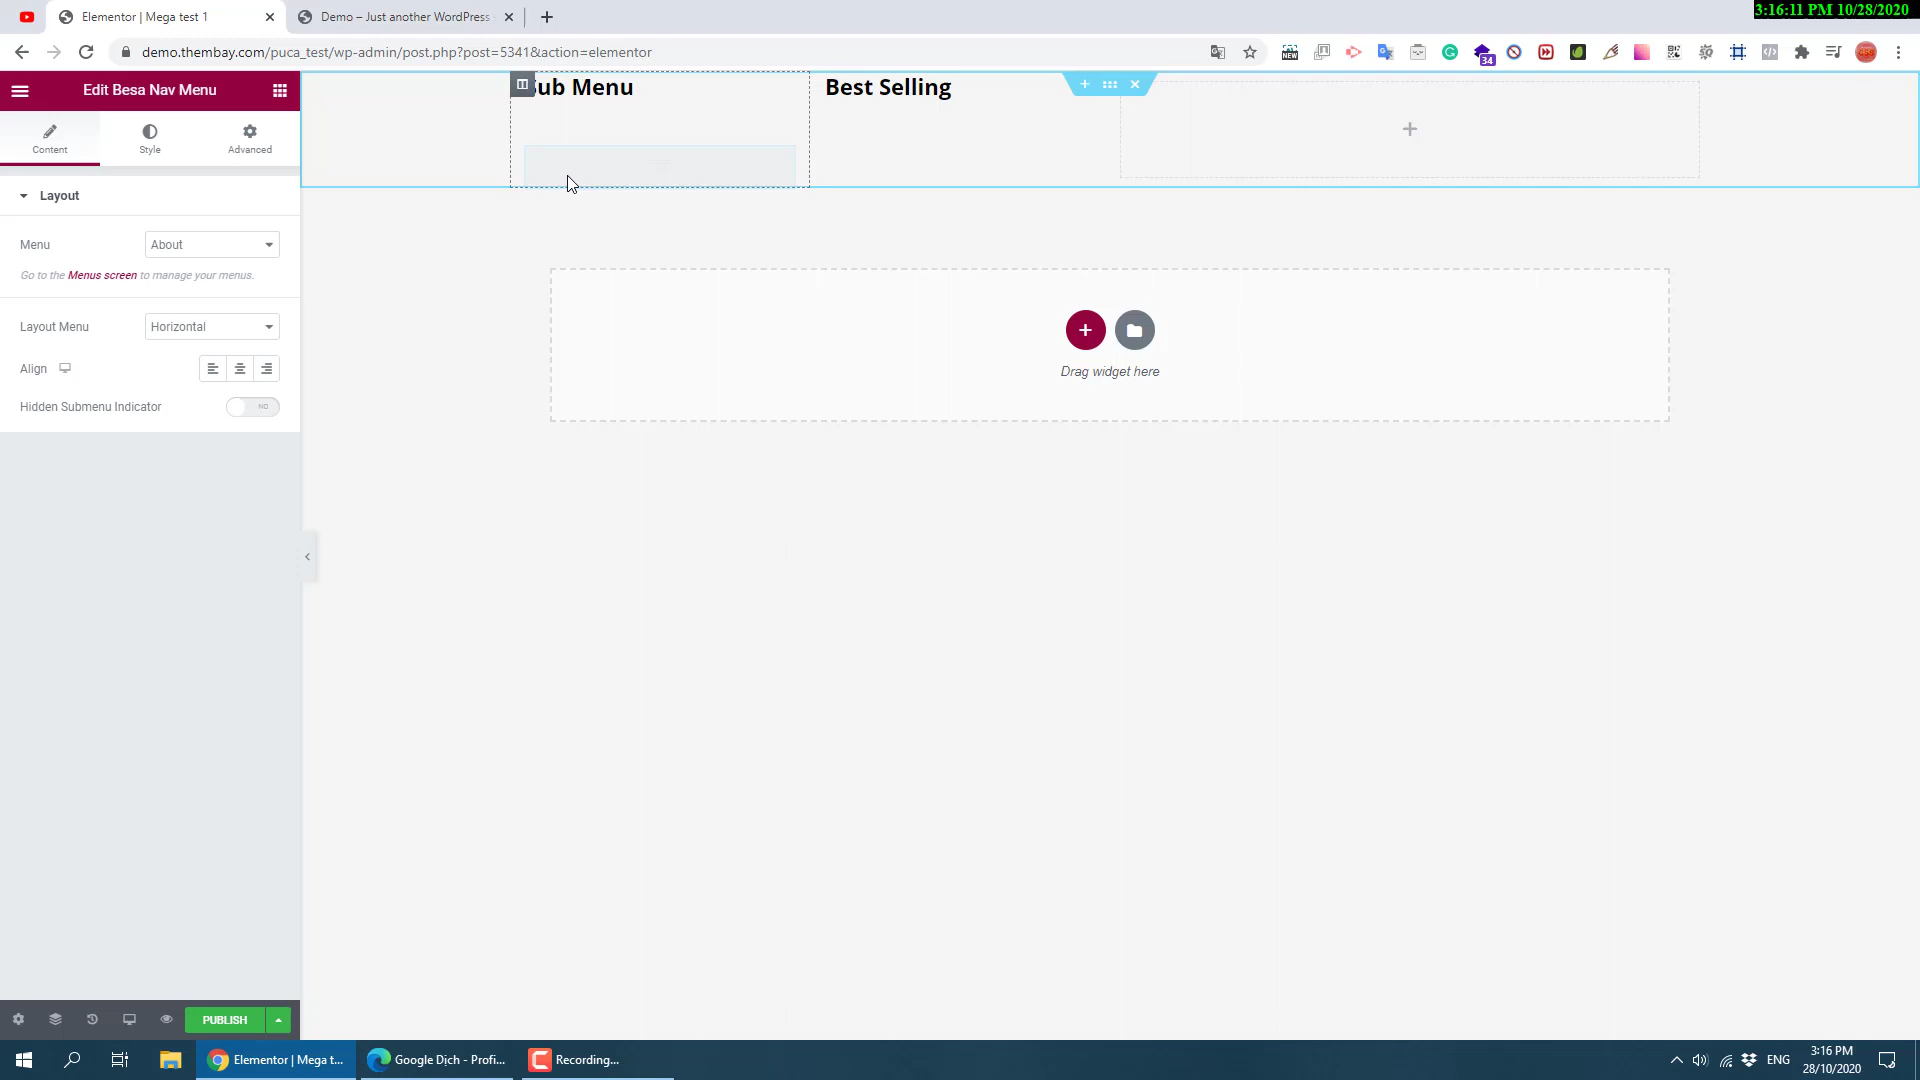 3:16:11 PM 10/28/2020
Elementor | Mega test 1
Demo – Just another WordPress
demo.thembay.com/puca_test/wp-admin/post.php?post=5341&action=elementor
NEW
34
Edit Besa Nav Menu
Content
Style
Advanced
Layout
Menu
About
Go to the Menus screen to manage your menus.
Layout Menu
Horizontal
Align
Hidden Submenu Indicator
NO
ub Menu
Best Selling
Drag widget here
PUBLISH
Elementor | Mega t...
Google Dịch - Profi...
Recording...
ENG
3:16 PM
28/10/2020